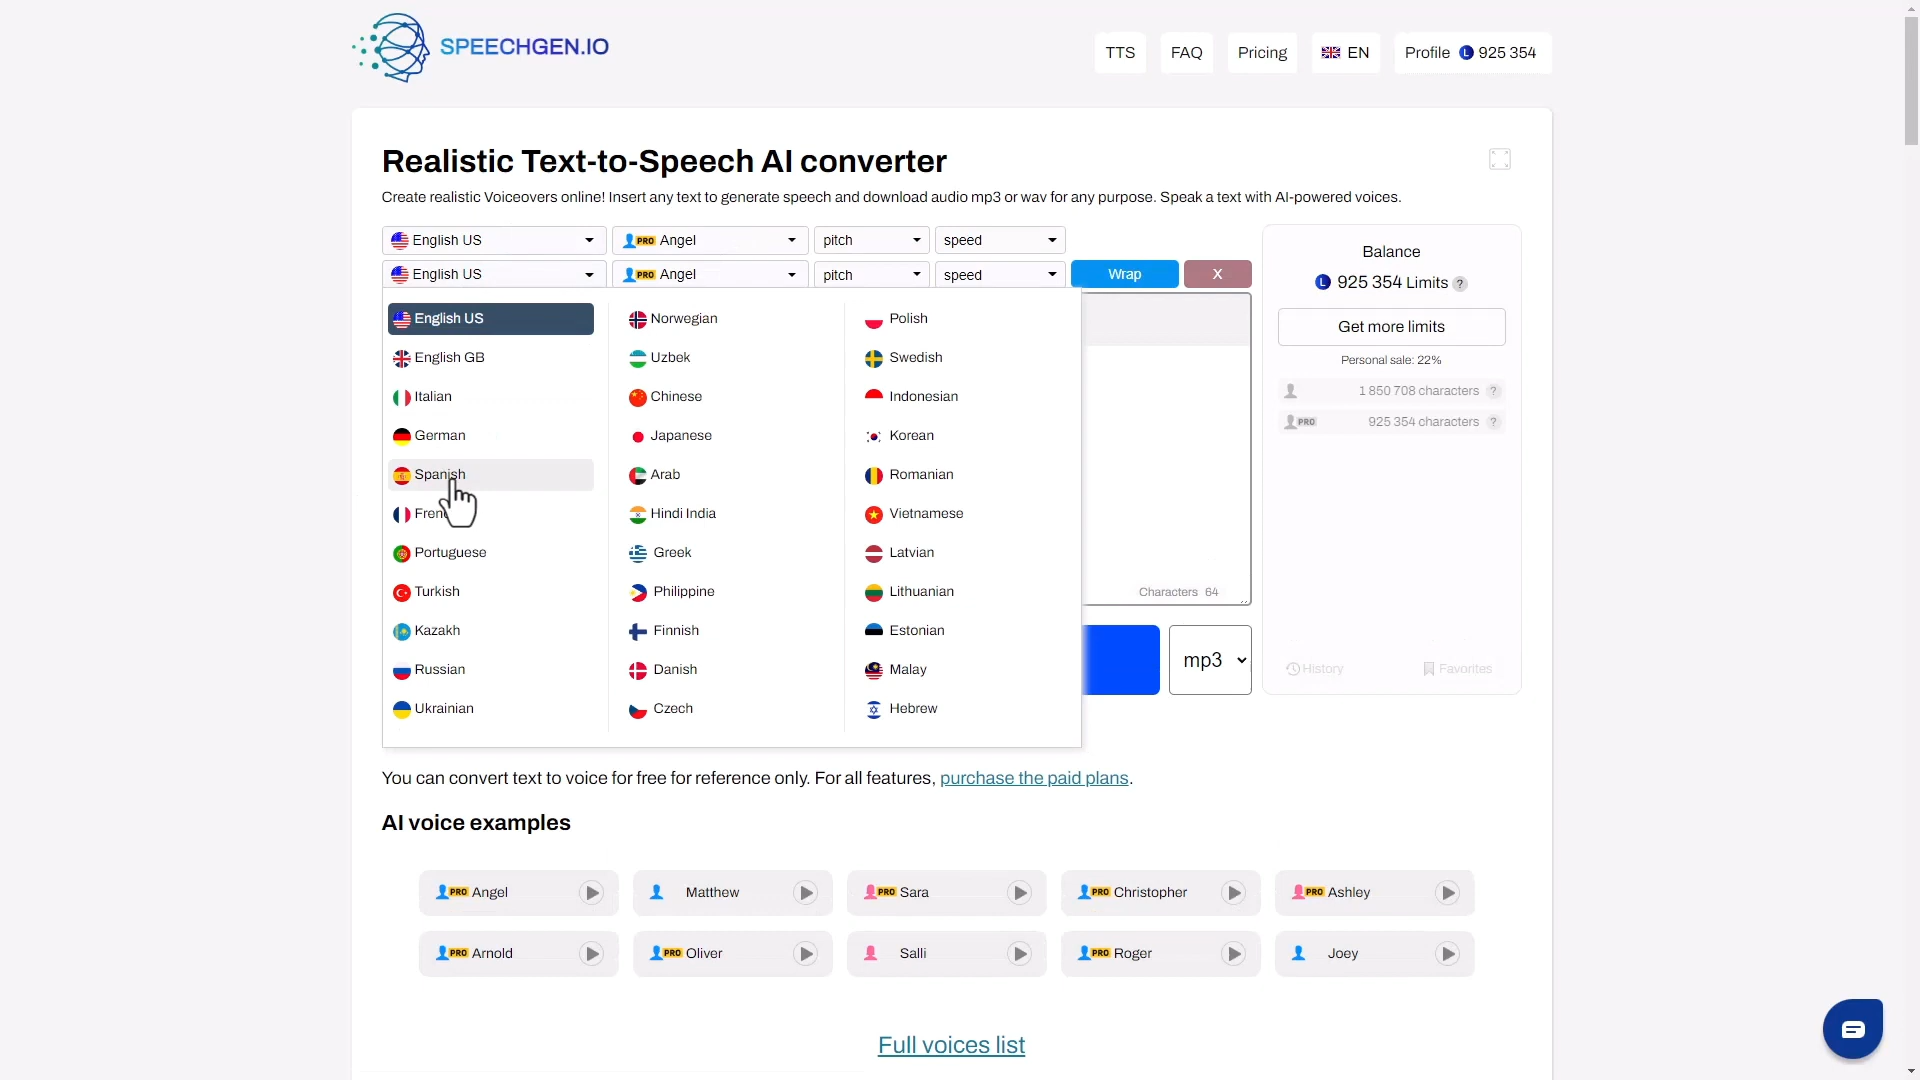 SPEECHGEN.IO
TTS FAQ Pricing EN Profile L 925 354
Realistic Text-to-Speech AI converter
Create realistic Voiceovers online! Insert any text to generate speech and download audio mp3 or wav for any purpose. Speak a text with AI-powered voices.
English US PRO Angel pitch speed
English US PRO Angel pitch speed Wrap X
English US Norwegian Polish
English GB Uzbek Swedish
Italian Chinese Indonesian
German Japanese Korean
Spanish Arab Romanian
Hindi India Vietnamese
Portuguese Greek Latvian
Turkish Philippine Lithuanian
Kazakh Finnish Estonian
Russian Danish Malay
Ukrainian Czech Hebrew
Characters 64
mp3
Balance
L 925 354 Limits ?
Get more limits
Personal sale: 22%
1 850 708 characters ?
PRO 925 354 characters ?
History Favorites
You can convert text to voice for free for reference only. For all features, purchase the paid plans.
AI voice examples
PRO Angel Matthew PRO Sara PRO Christopher PRO Ashley
PRO Arnold PRO Oliver Salli PRO Roger Joey
Full voices list